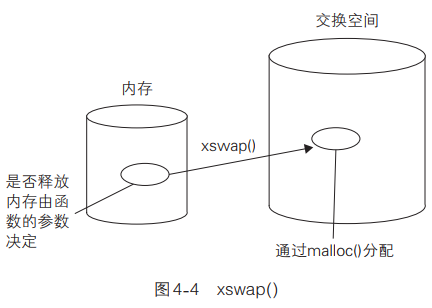 交换空间
内存
xswap()
是否释放
内存由函
数的参数
决定
通过malloc()分配
图4-4 xswap()